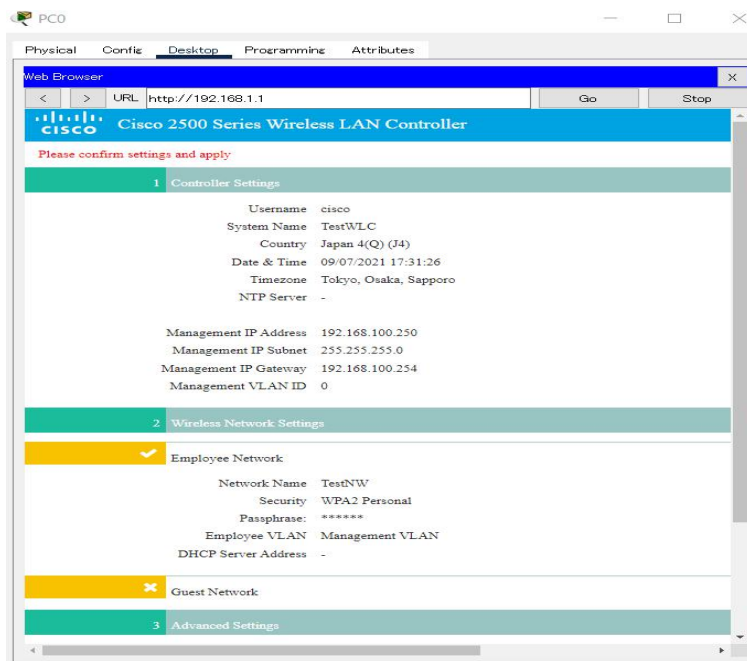 PC0
Physical Config Desktop Programming Attributes
Web Browser X
< > URL http://192.168.1.1 Go Stop
CISCO Cisco 2500 Series Wireless LAN Controller
Please confirm settings and apply
1 Controller Settings
Username cisco
System Name TestWLC
Country Japan 4(Q) (J4)
Date & Time 09/07/2021 17:31:26
Timezone Tokyo, Osaka, Sapporo
NTP Server -
Management IP Address 192.168.100.250
Management IP Subnet 255.255.255.0
Management IP Gateway 192.168.100.254
Management VLAN ID 0
2 Wireless Network Settings
Employee Network
Network Name TestNW
Security WPA2 Personal
Passphrase: ******
Employee VLAN Management VLAN
DHCP Server Address -
Guest Network
3 Advanced Settings